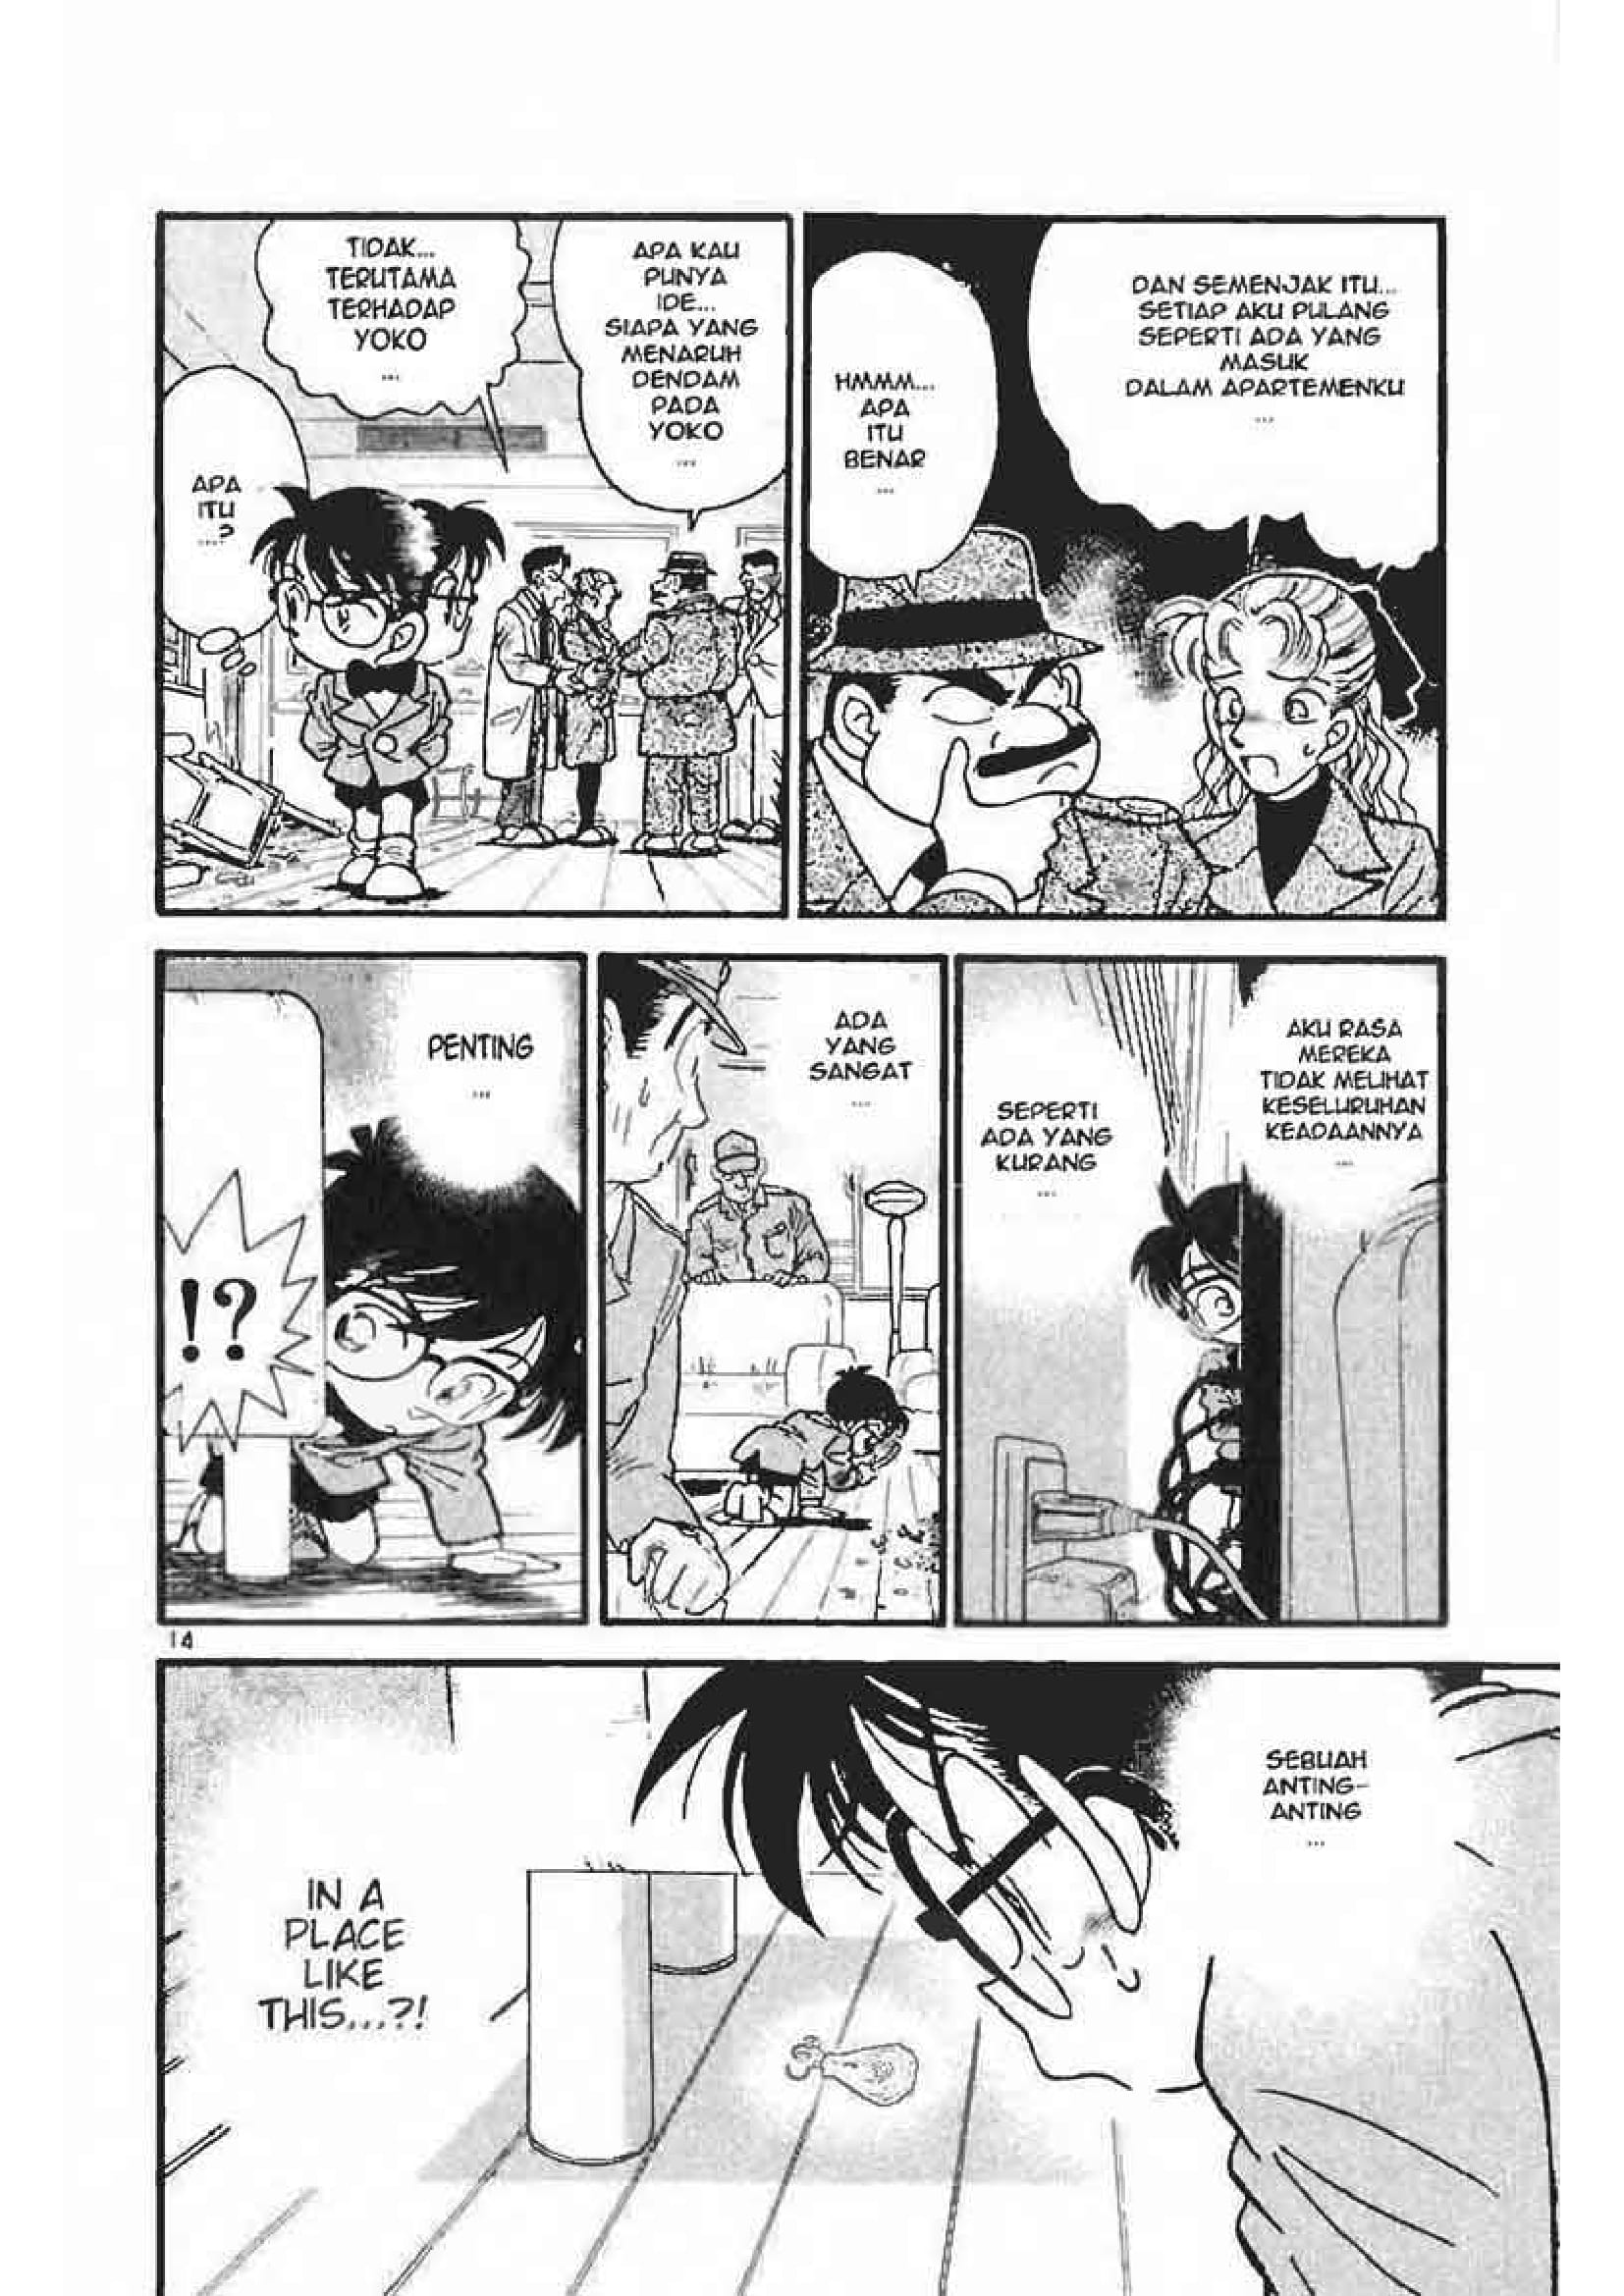 DAN SEMENJAK ITU...
SETIAP AKU PULANG
SEPERTI ADA YANG
MASUK
DALAM APARTEMENKU
...
HMMM...
APA
ITU
BENAR
...
APA KAU
PUNYA
IDE...
SIAPA YANG
MENARUH
DENDAM
PADA
YOKO
...
TIDAK...
TERUTAMA
TERHADAP
YOKO
...
APA
ITU
....?
AKU RASA
MEREKA
TIDAK MELIHAT
KESELURUHAN
KEADAANNYA
...
SEPERTI
ADA YANG
KURANG
...
ADA
YANG
SANGAT
...
PENTING
...
!?
14
SEBUAH
ANTING-
ANTING
...
IN A
PLACE
LIKE
THIS...?!